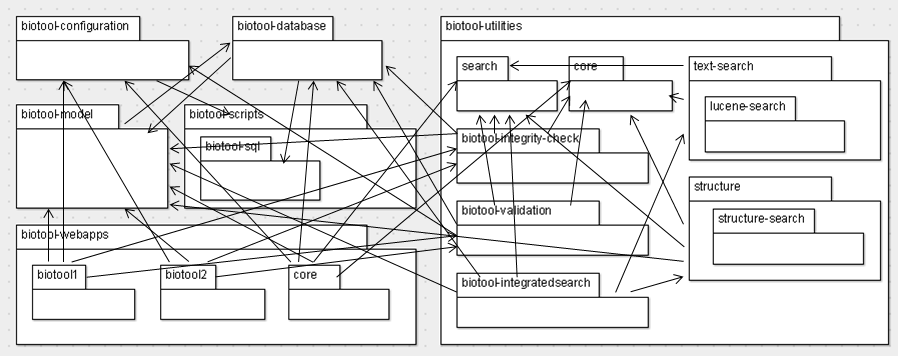 biotool-configuration
biotool-database
biotool-utilities
search
core
text-search
lucene-search
biotool-model
biotool-scripts
biotool-sql
biotool-integrity-check
structure
structure-search
biotool-validation
biotool-webapps
biotool1
biotool2
core
biotool-integratedsearch